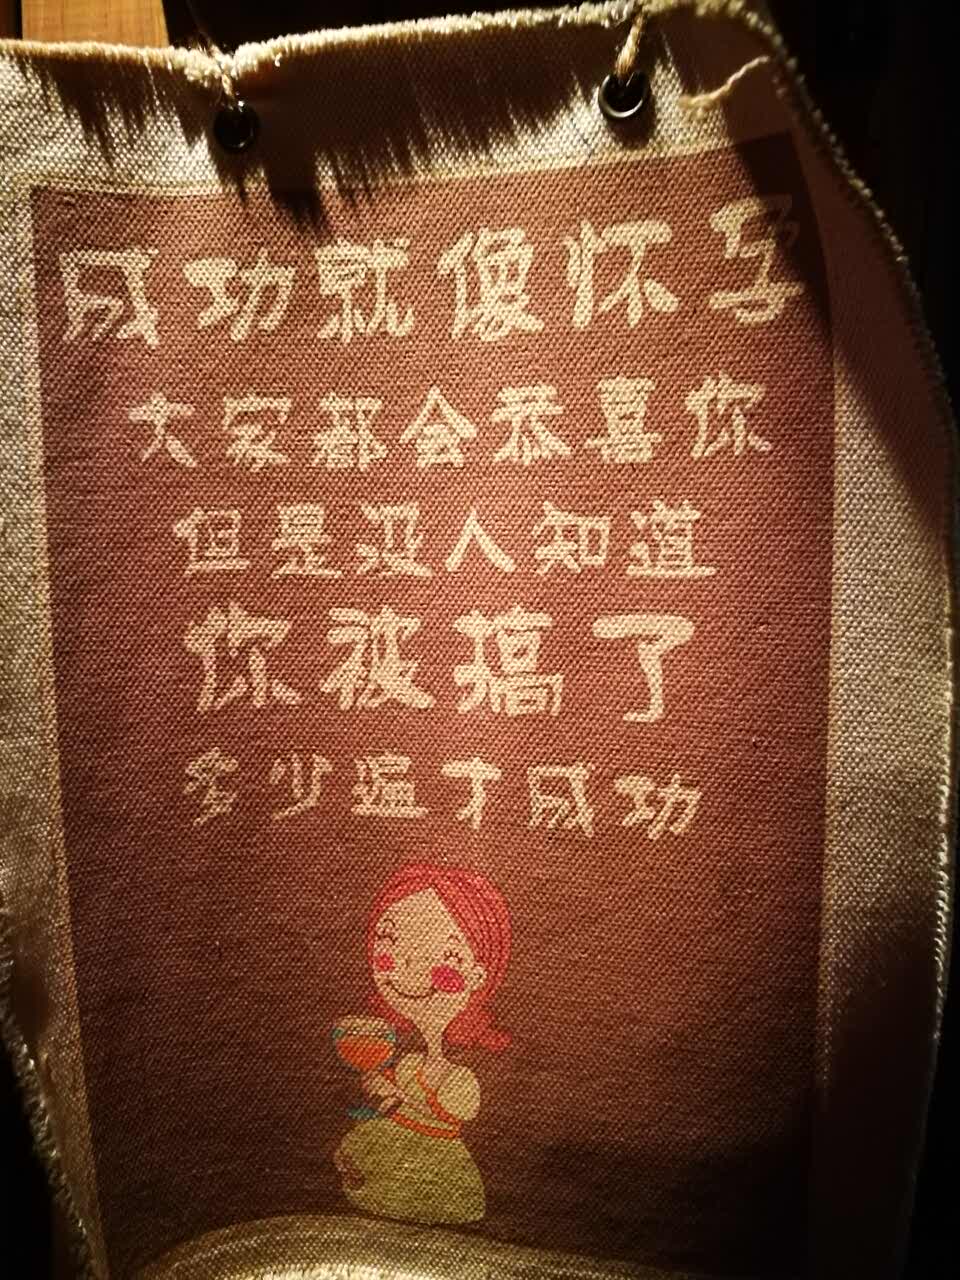 成功就像怀孕
大家都会恭喜你
但是没人知道
你被搞了
多少遍才成功